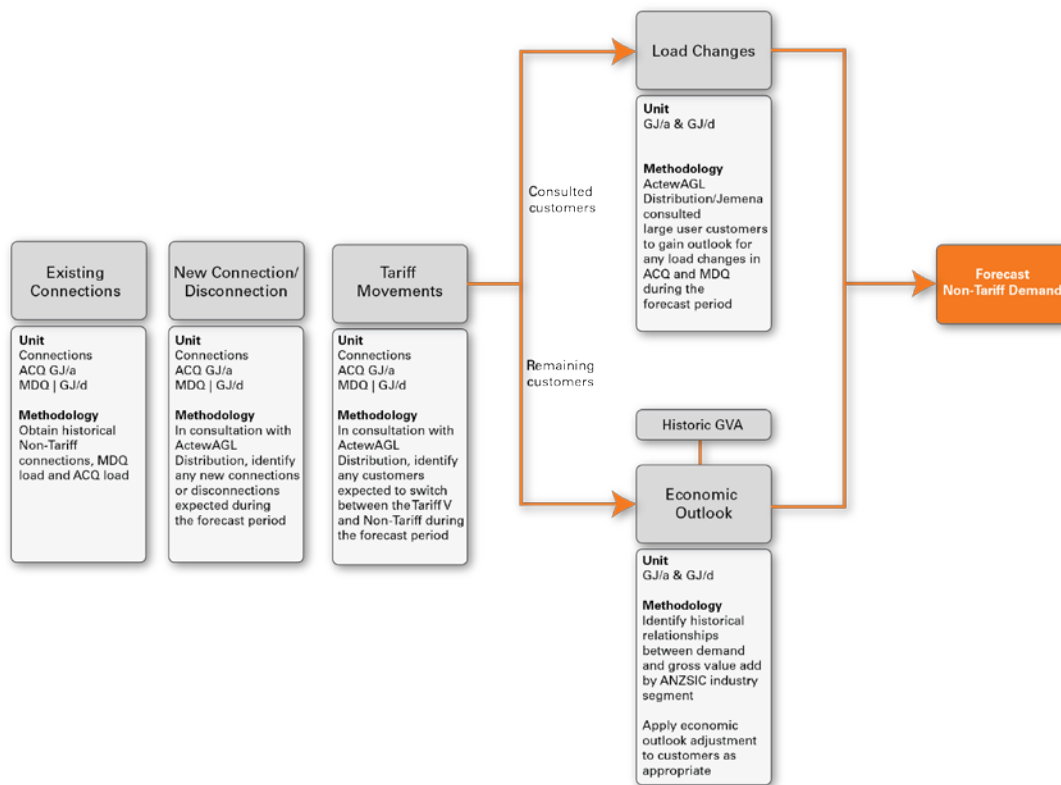 Existing
Connections
Unit
Connections
ACQ GJ/a
MDQ | GJ/d
Methodology
Obtain historical
Non-Tariff
connections, MDQ
load and ACQ load
New Connection/
Disconnection
Unit
Connections
ACQ GJ/a
MDQ | GJ/d
Methodology
In consultation with
ActewAGL
Distribution, identify
any new connections
or disconnections
expected during
the forecast period
Tariff
Movements
Unit
Connections
ACQ GJ/a
MDQ | GJ/d
Methodology
In consultation with
ActewAGL
Distribution, identify
any customers
expected to switch
between the Tariff V
and Non-Tariff during
the forecast period
Consulted
customers
Remaining
customers
Load Changes
Unit
GJ/a & GJ/d
Methodology
ActewAGL
Distribution/Jemena
consulted
large user customers
to gain outlook for
any load changes in
ACQ and MDQ
during the
forecast period
Historic GVA
Economic
Outlook
Unit
GJ/a & GJ/d
Methodology
Identify historical
relationships
between demand
and gross value add
by ANZSIC industry
segment
Apply economic
outlook adjustment
to customers as
appropriate
Forecast
Non-Tariff Demand